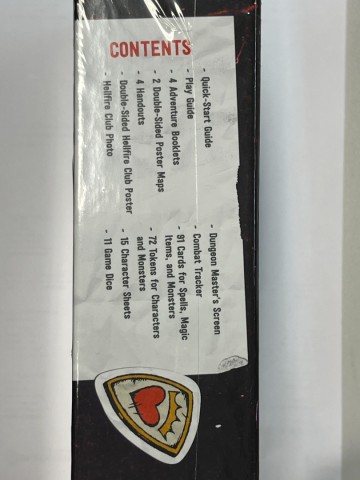 CONTENTS
- Quick-Start Guide
- Play Guide
- 4 Adventure Booklets
- 2 Double-Sided Poster Maps
- 4 Handouts
- Double-Sided Hellfire Club Poster
- Hellfire Club Photo
- Dungeon Master's Screen
- Combat Tracker
- 91 Cards for Spells, Magic
Items, and Monsters
- 72 Tokens for Characters
and Monsters
- 15 Character Sheets
- 11 Game Dice